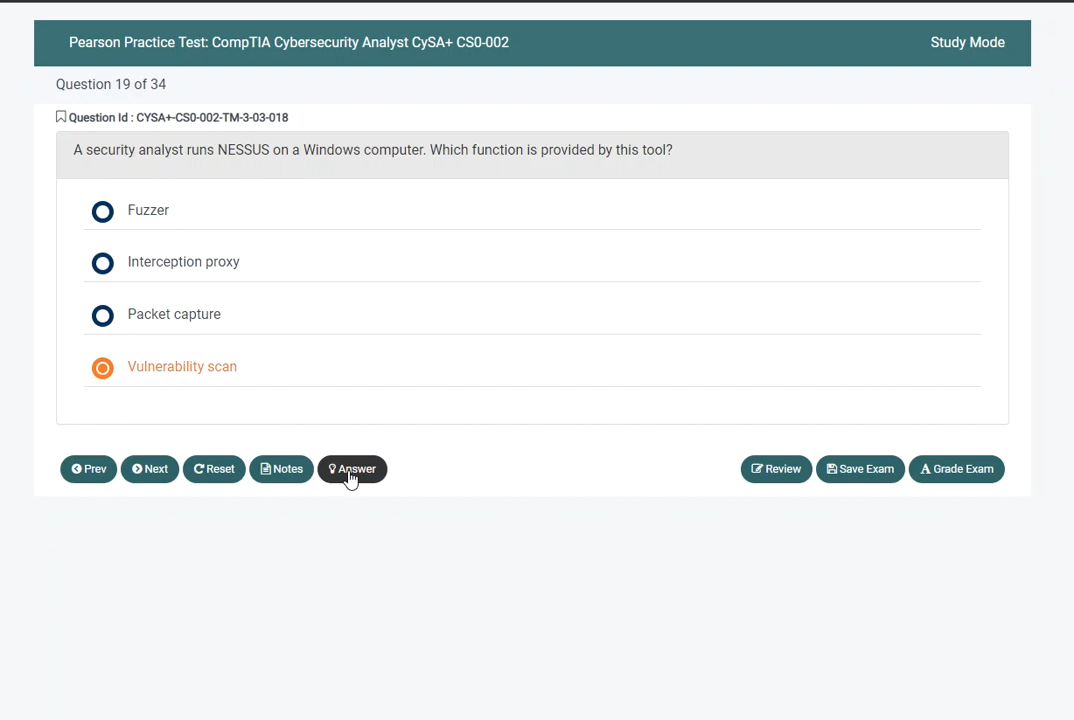 Pearson Practice Test: CompTIA Cybersecurity Analyst CySA+ CS0-002
Study Mode
Question 19 of 34
Question Id : CYSA+-CS0-002-TM-3-03-018
A security analyst runs NESSUS on a Windows computer. Which function is provided by this tool?
Fuzzer
Interception proxy
Packet capture
Vulnerability scan
Prev
Next
Reset
Notes
Answer
Review
Save Exam
Grade Exam